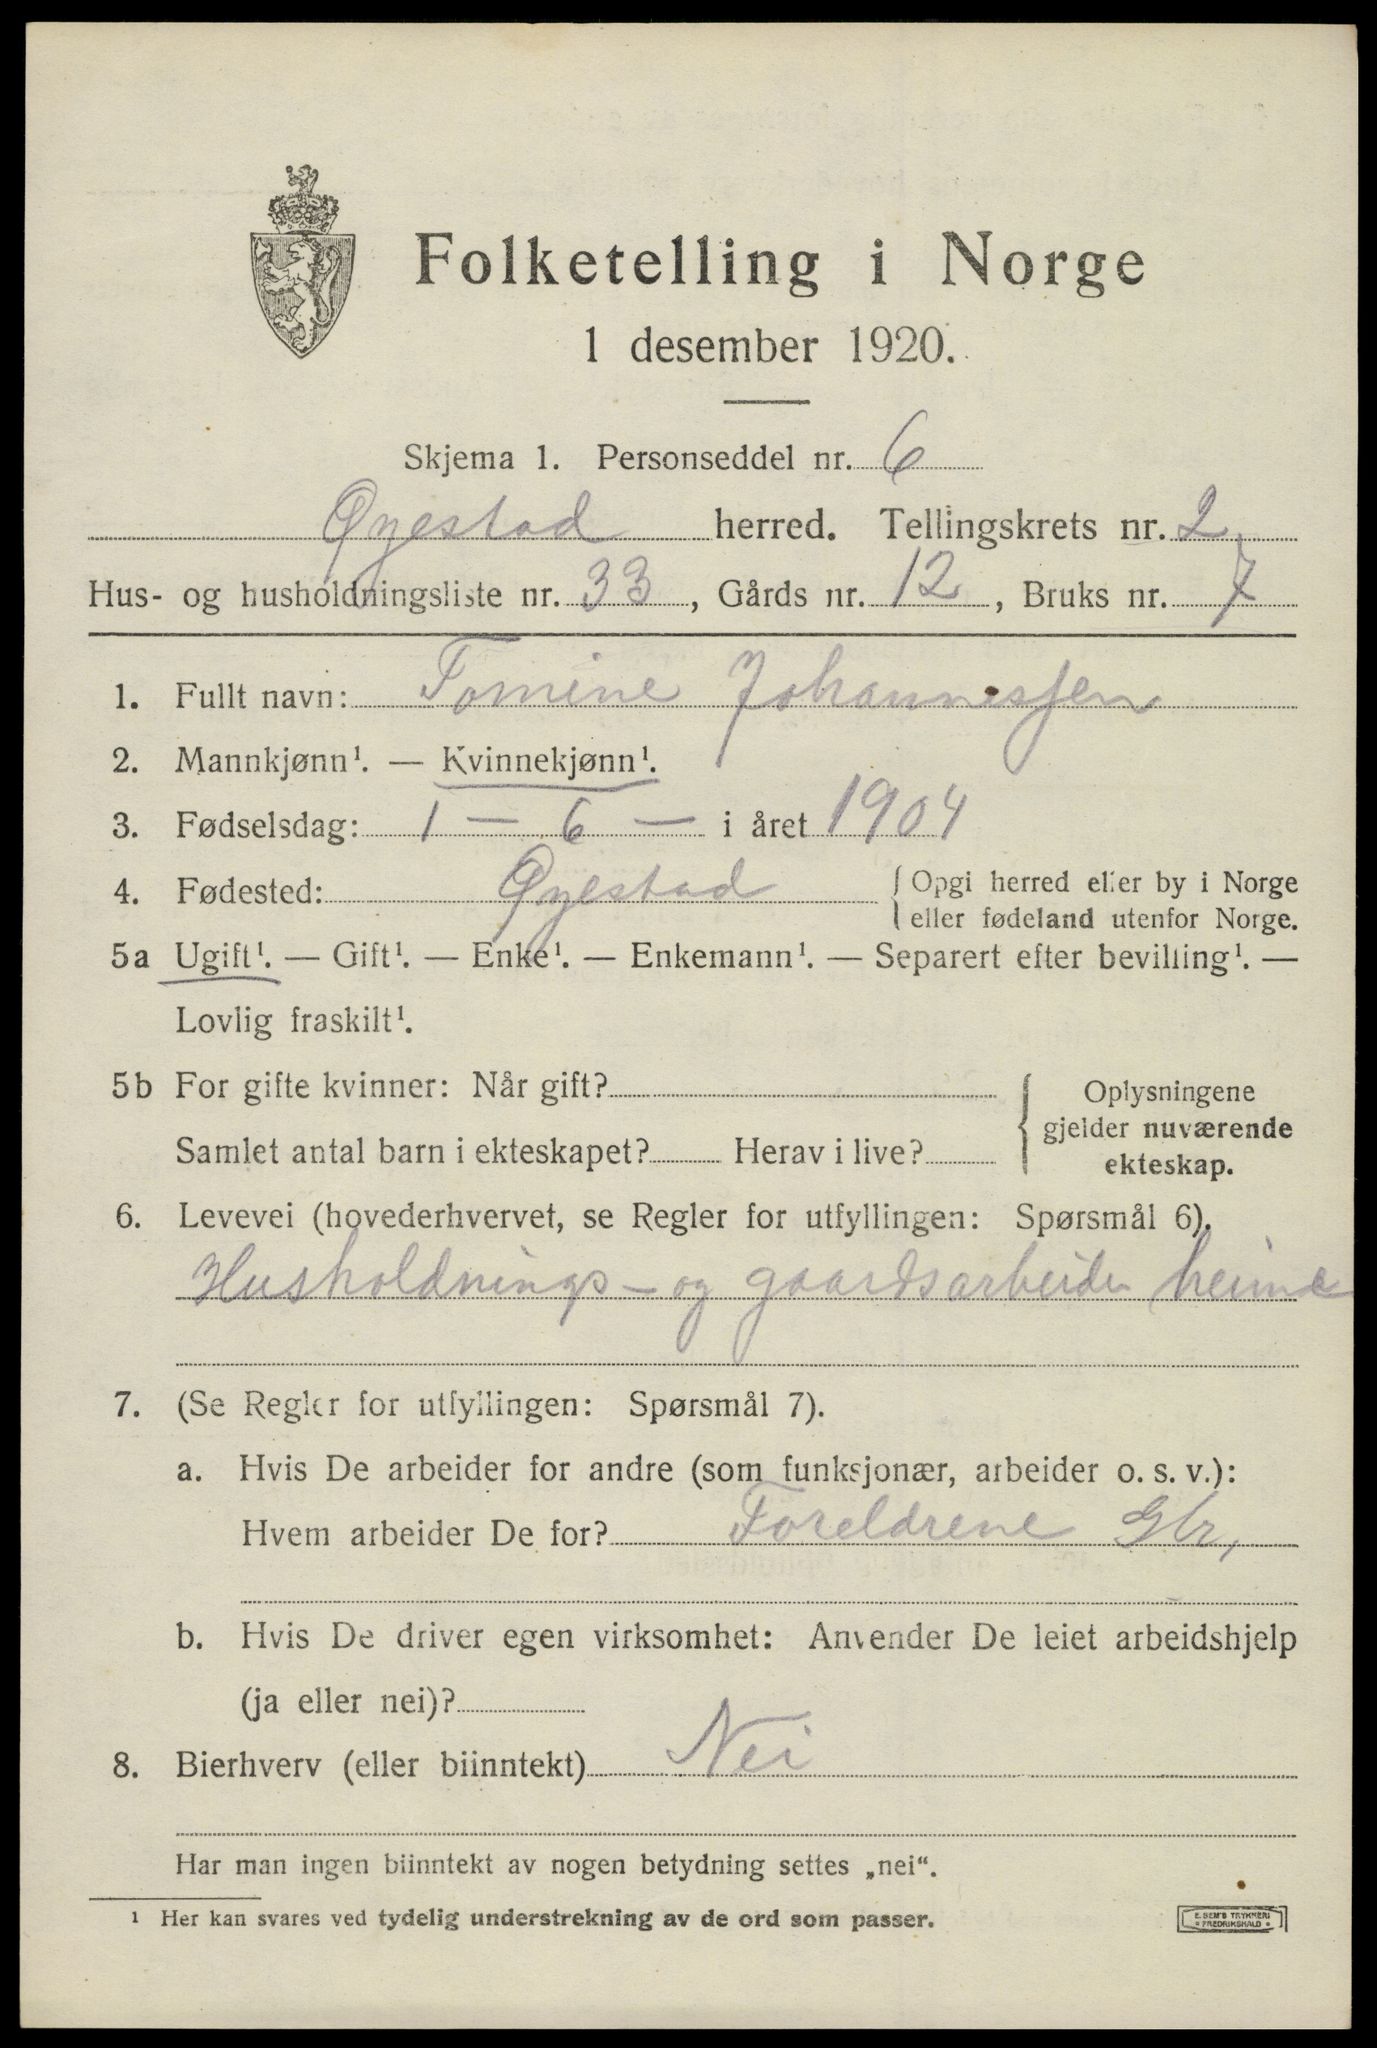 Folketelling i Norge
1 desember 1920.
Skjema 1. Personseddel nr. 6
Øyestad herred. Tellingskrets nr. 2,
Hus- og husholdningsliste nr. 33, Gårds nr. 12, Bruks nr. 7
1. Fullt navn: Tomine Johannessen
2. Mannkjønn¹. — Kvinnekjønn¹.
3. Fødselsdag: 1 – 6 – i året 1904
4. Fødested: Øyestad { Opgi herred eller by i Norge
eller fødeland utenfor Norge.
5a Ugift¹. — Gift¹. — Enke¹. — Enkemann¹. — Separert efter bevilling¹. —
Lovlig fraskilt¹.
5b For gifte kvinner: Når gift?
Samlet antal barn i ekteskapet? Herav i live?
{ Oplysningene
gjelder nuværende
ekteskap.
6. Levevei (hovederhvervet, se Regler for utfyllingen: Spørsmål 6).
Husholdnings- og gaardsarbeider heime
7. (Se Regler for utfyllingen: Spørsmål 7).
a. Hvis De arbeider for andre (som funksjonær, arbeider o. s. v.):
Hvem arbeider De for? Foreldrene Gbr,
b. Hvis De driver egen virksomhet: Anvender De leiet arbeidshjelp
(ja eller nei)?
8. Bierhverv (eller biinntekt) Nei
Har man ingen biinntekt av nogen betydning settes „nei“.
¹ Her kan svares ved tydelig understrekning av de ord som passer.
E. SEM'S TRYKKERI
FREDRIKSHALD